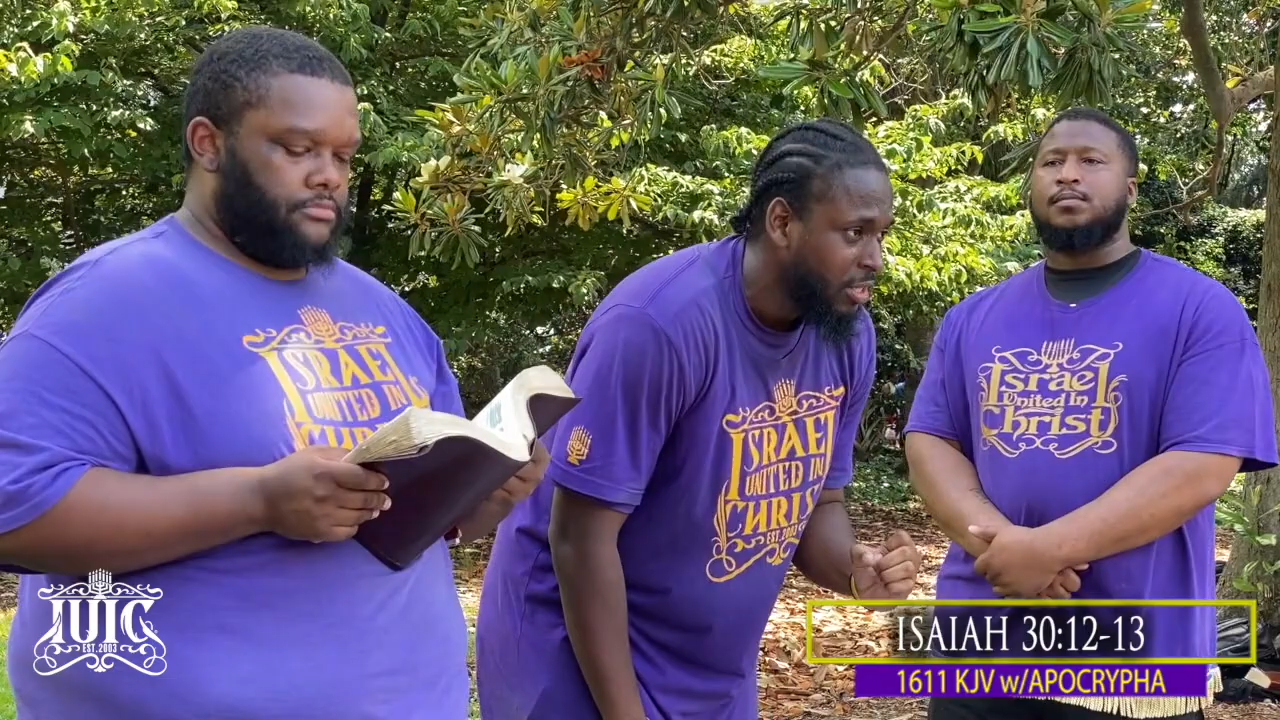 ISRAEL
UNITED IN
CHRIST
ISRAEL
UNITED IN
CHRIST
EST.2003
Israel
United In
Christ
IUIC
EST.2003
ISAIAH 30:12-13
1611 KJV w/APOCRYPHA